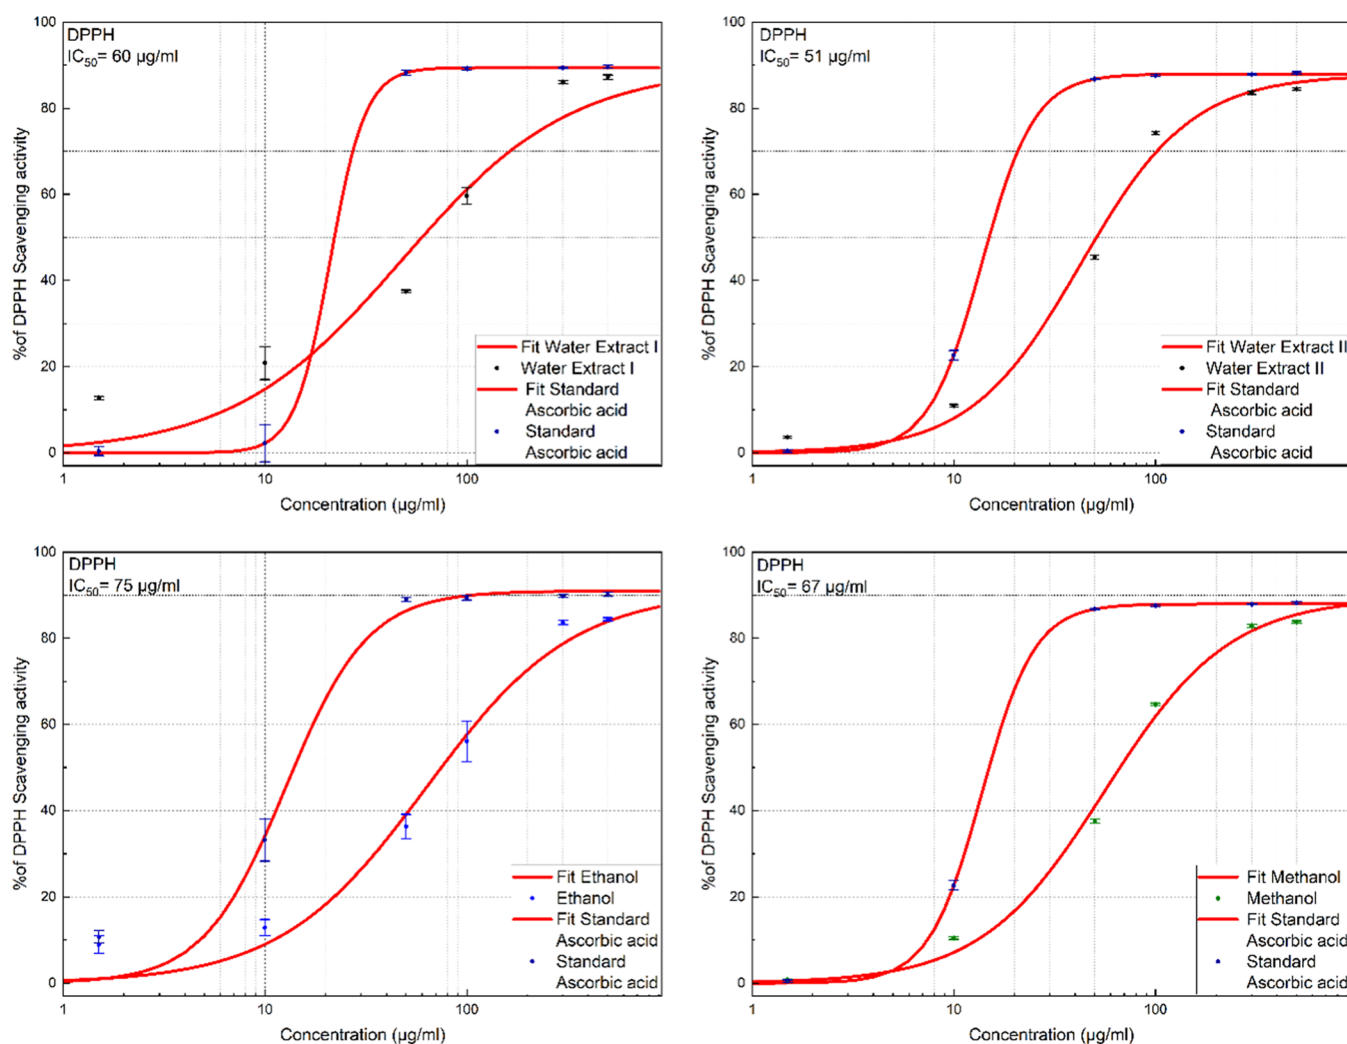 DPPH
IC50= 60 µg/ml
100
80
60
40
20
0
%of DPPH Scavenging activity
Fit Water Extract I
Water Extract I
Fit Standard
Ascorbic acid
Standard
Ascorbic acid
1
10
100
Concentration (µg/ml)
DPPH
IC50= 51 µg/ml
100
80
60
40
20
0
%of DPPH Scavenging activity
Fit Water Extract II
Water Extract II
Fit Standard
Ascorbic acid
Standard
Ascorbic acid
1
10
100
Concentration (µg/ml)
DPPH
IC50= 75 µg/ml
100
80
60
40
20
0
%of DPPH Scavenging activity
Fit Ethanol
Ethanol
Fit Standard
Ascorbic acid
Standard
Ascorbic acid
1
10
100
Concentration (µg/ml)
DPPH
IC50= 67 µg/ml
100
80
60
40
20
0
%of DPPH Scavenging activity
Fit Methanol
Methanol
Fit Standard
Ascorbic acid
Standard
Ascorbic acid
1
10
100
Concentration (µg/ml)